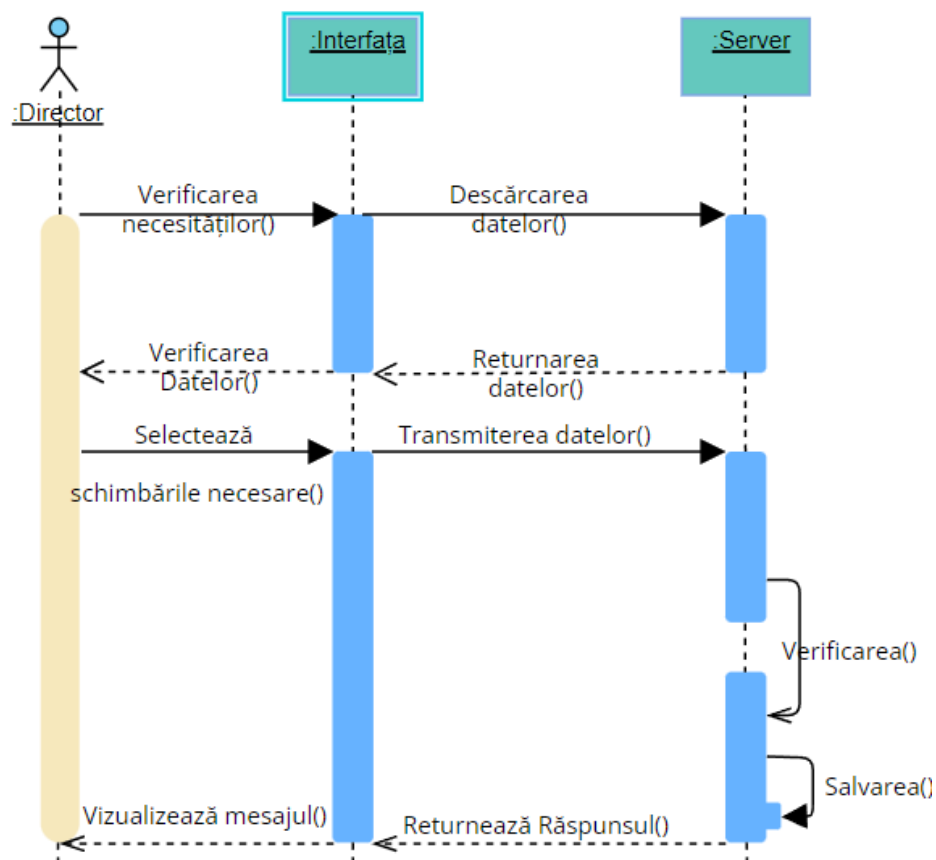 :Interfața
:Server
:Director
Verificarea
necesităților()
Descărcarea
datelor()
Verificarea
Datelor()
Returnarea
datelor()
Selectează
schimbările necesare()
Transmiterea datelor()
Verificarea()
Salvarea()
Vizualizează mesajul()
Returnează Răspunsul()